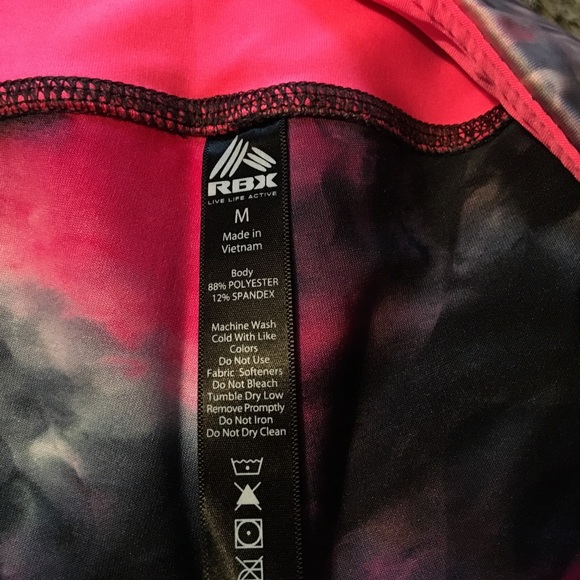 RBX
LIVE LIFE ACTIVE
M
Made in
Vietnam
Body
88% POLYESTER
12% SPANDEX
Machine Wash
Cold With Like
Colors
Do Not Use
Fabric Softeners
Do Not Bleach
Tumble Dry Low
Remove Promptly
Do Not Iron
Do Not Dry Clean